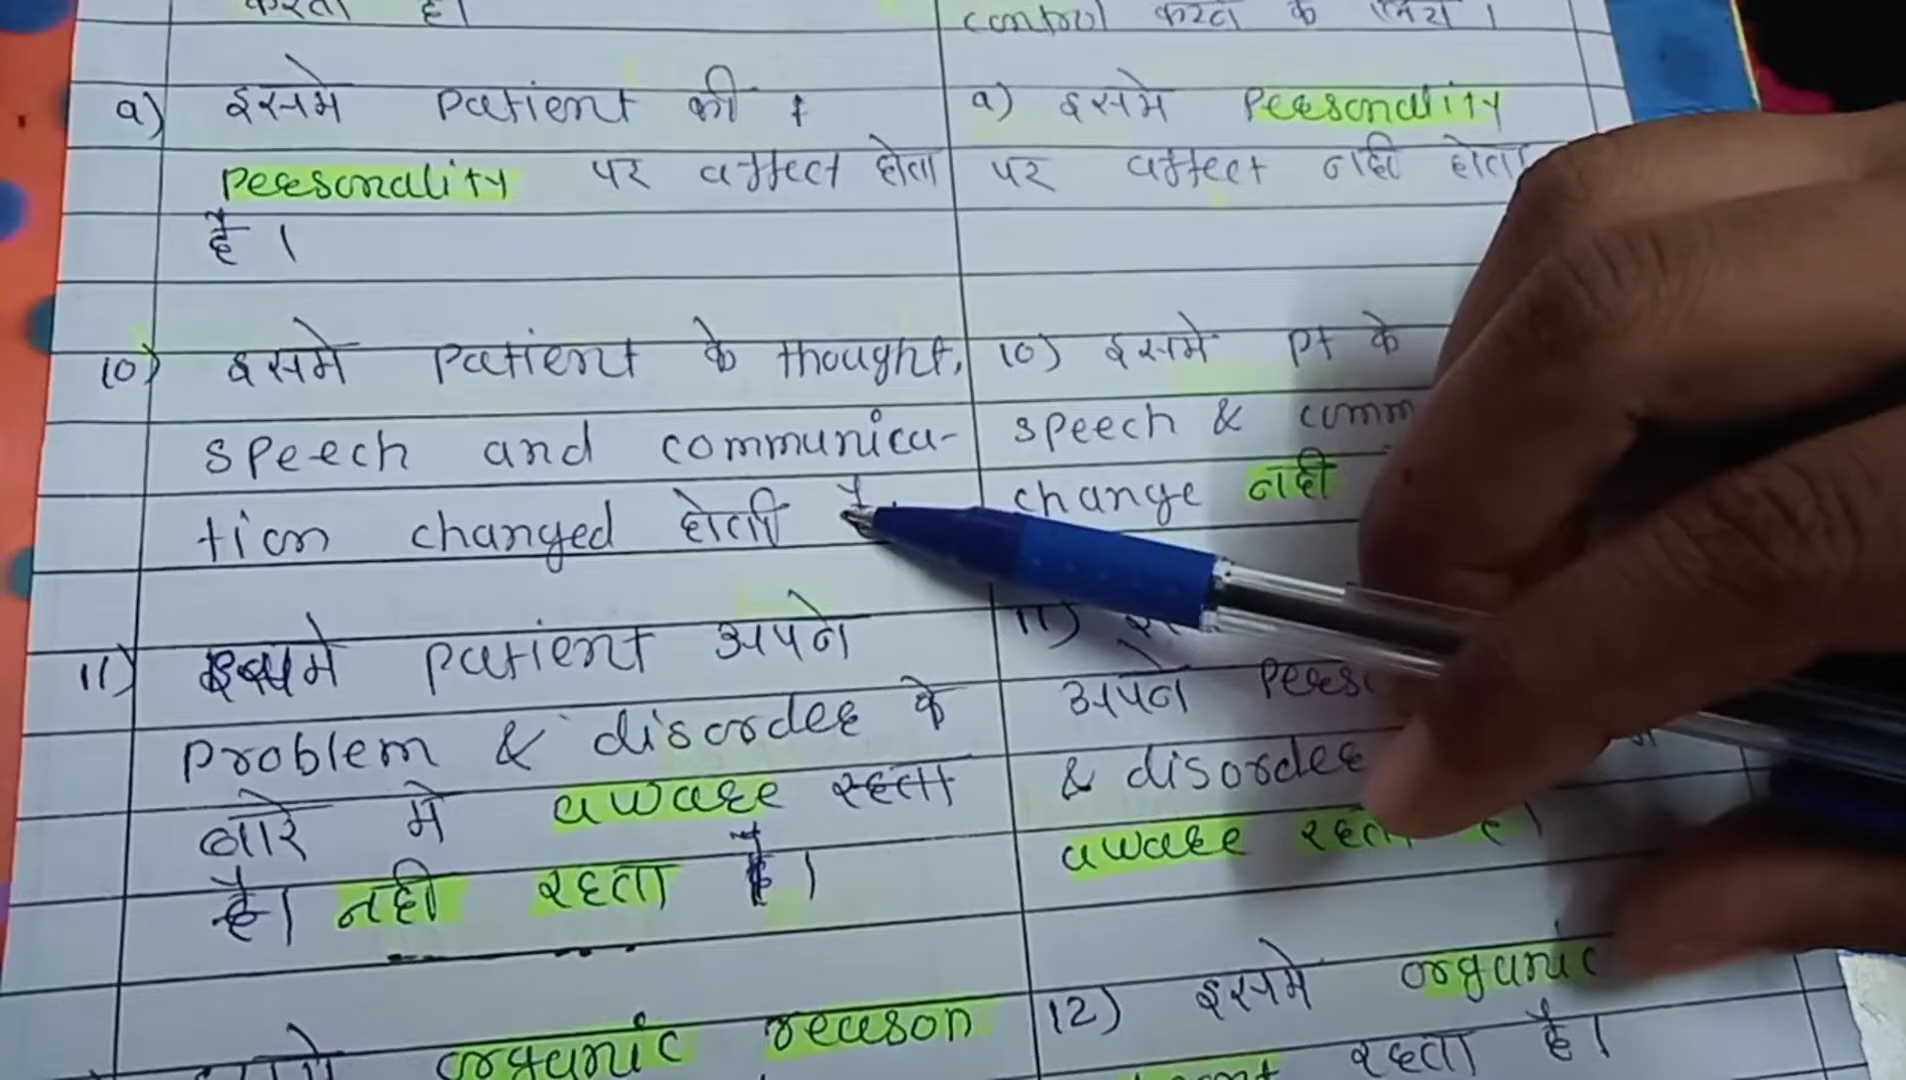 करता है।
a) इसमे patient की
personality पर affect होता
है।
10) इसमे patient के thought,
speech and communica-
tion changed होती
11) इसमे patient अपने
problem & disorder के
बारे मे aware रहता
है। नही रहता है।
organic reason
control करने के लिये।
a) इसमे personality
पर affect नही होता
10) इसमे pt के
speech & comm
change नही
11)
अपने
& disorder
aware रहता है।
12) इसमे organic
रहता है।